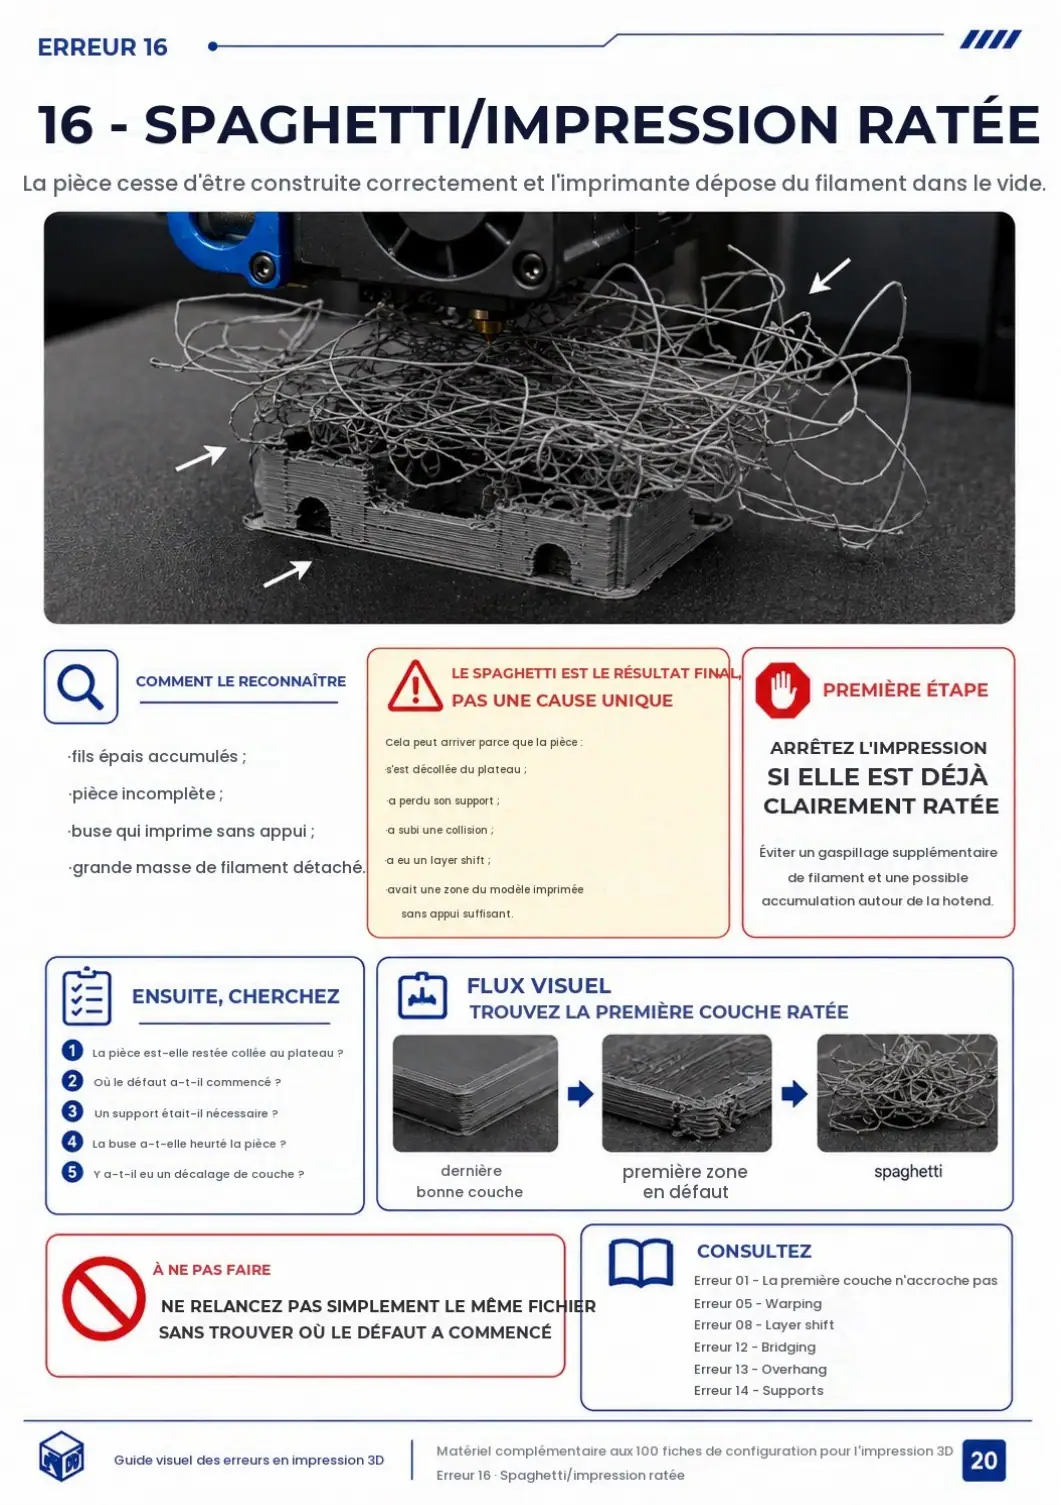 ERREUR 16
16 - SPAGHETTI/IMPRESSION RATÉE
La pièce cesse d'être construite correctement et l'imprimante dépose du filament dans le vide.
COMMENT LE RECONNAÎTRE
·fils épais accumulés ;
·pièce incomplète ;
·buse qui imprime sans appui ;
·grande masse de filament détaché.
LE SPAGHETTI EST LE RÉSULTAT FINAL,
PAS UNE CAUSE UNIQUE
Cela peut arriver parce que la pièce :
·s'est décollée du plateau ;
·a perdu son support ;
·a subi une collision ;
·a eu un layer shift ;
·avait une zone du modèle imprimée
sans appui suffisant.
PREMIÈRE ÉTAPE
ARRÊTEZ L'IMPRESSION
SI ELLE EST DÉJÀ
CLAIREMENT RATÉE
Éviter un gaspillage supplémentaire
de filament et une possible
accumulation autour de la hotend.
ENSUITE, CHERCHEZ
1 La pièce est-elle restée collée au plateau ?
2 Où le défaut a-t-il commencé ?
3 Un support était-il nécessaire ?
4 La buse a-t-elle heurté la pièce ?
5 Y a-t-il eu un décalage de couche ?
FLUX VISUEL
TROUVEZ LA PREMIÈRE COUCHE RATÉE
dernière
bonne couche
première zone
en défaut
spaghetti
À NE PAS FAIRE
NE RELANCEZ PAS SIMPLEMENT LE MÊME FICHIER
SANS TROUVER OÙ LE DÉFAUT A COMMENCÉ
CONSULTEZ
Erreur 01 - La première couche n'accroche pas
Erreur 05 - Warping
Erreur 08 - Layer shift
Erreur 12 - Bridging
Erreur 13 - Overhang
Erreur 14 - Supports
Guide visuel des erreurs en impression 3D
Matériel complémentaire aux 100 fiches de configuration pour l'impression 3D
Erreur 16 · Spaghetti/impression ratée
20